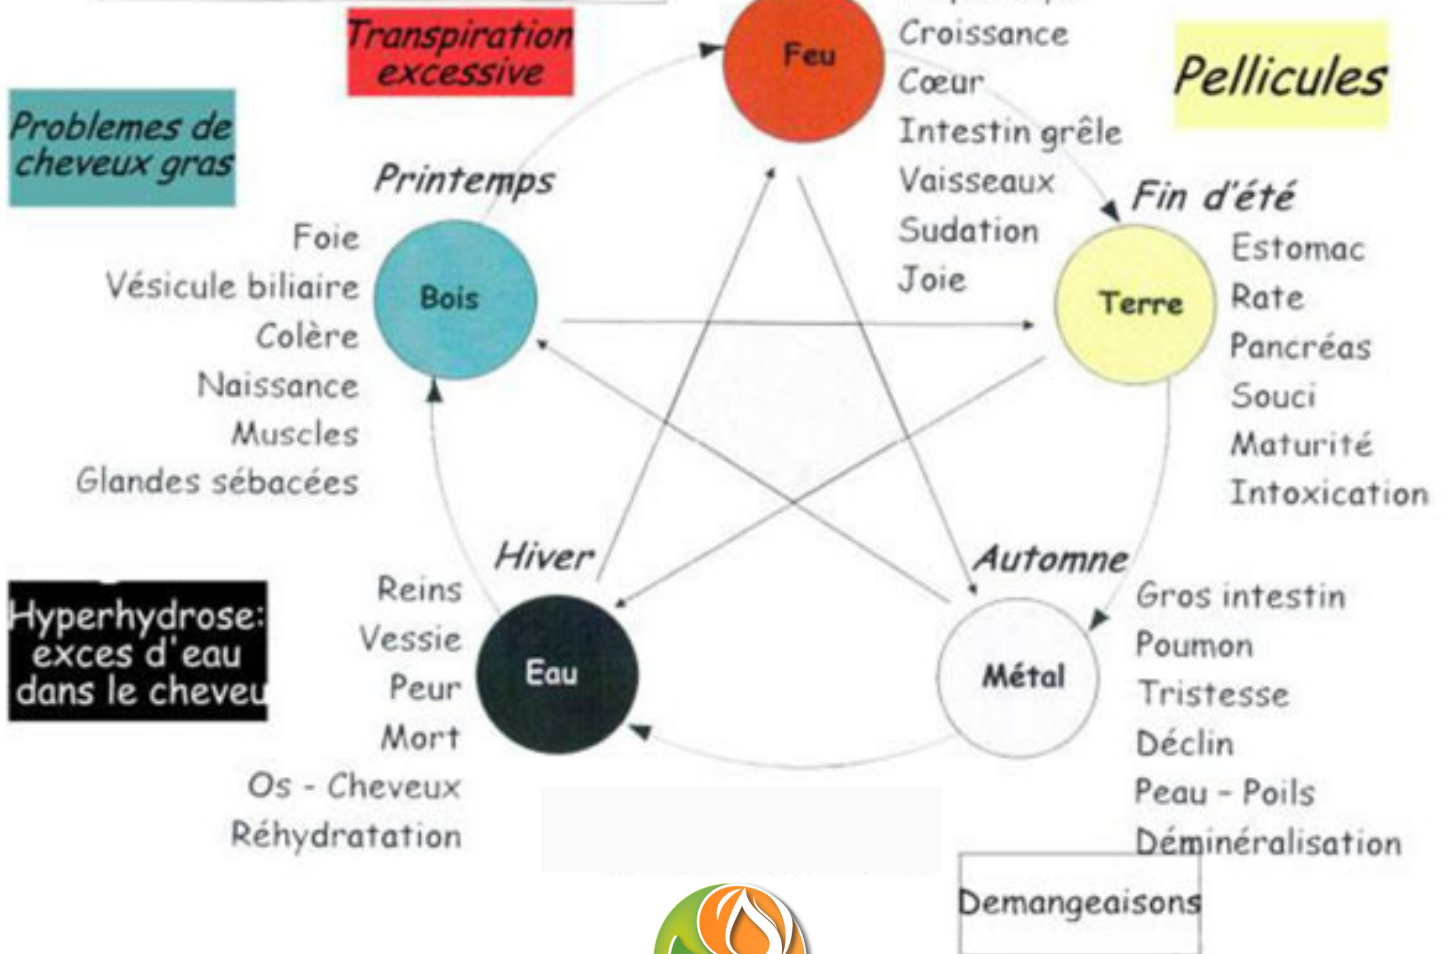 Transpiration
excessive
Feu
Croissance
Cœur
Intestin grêle
Vaisseaux
Sudation
Joie
Pellicules
Problemes de
cheveux gras
Printemps
Foie
Vésicule biliaire
Colère
Naissance
Muscles
Glandes sébacées
Bois
Fin d'été
Terre
Estomac
Rate
Pancréas
Souci
Maturité
Intoxication
Hiver
Hyperhydrose:
exces d'eau
dans le cheveu
Reins
Vessie
Peur
Mort
Os - Cheveux
Réhydratation
Eau
Automne
Métal
Gros intestin
Poumon
Tristesse
Déclin
Peau - Poils
Déminéralisation
Demangeaisons